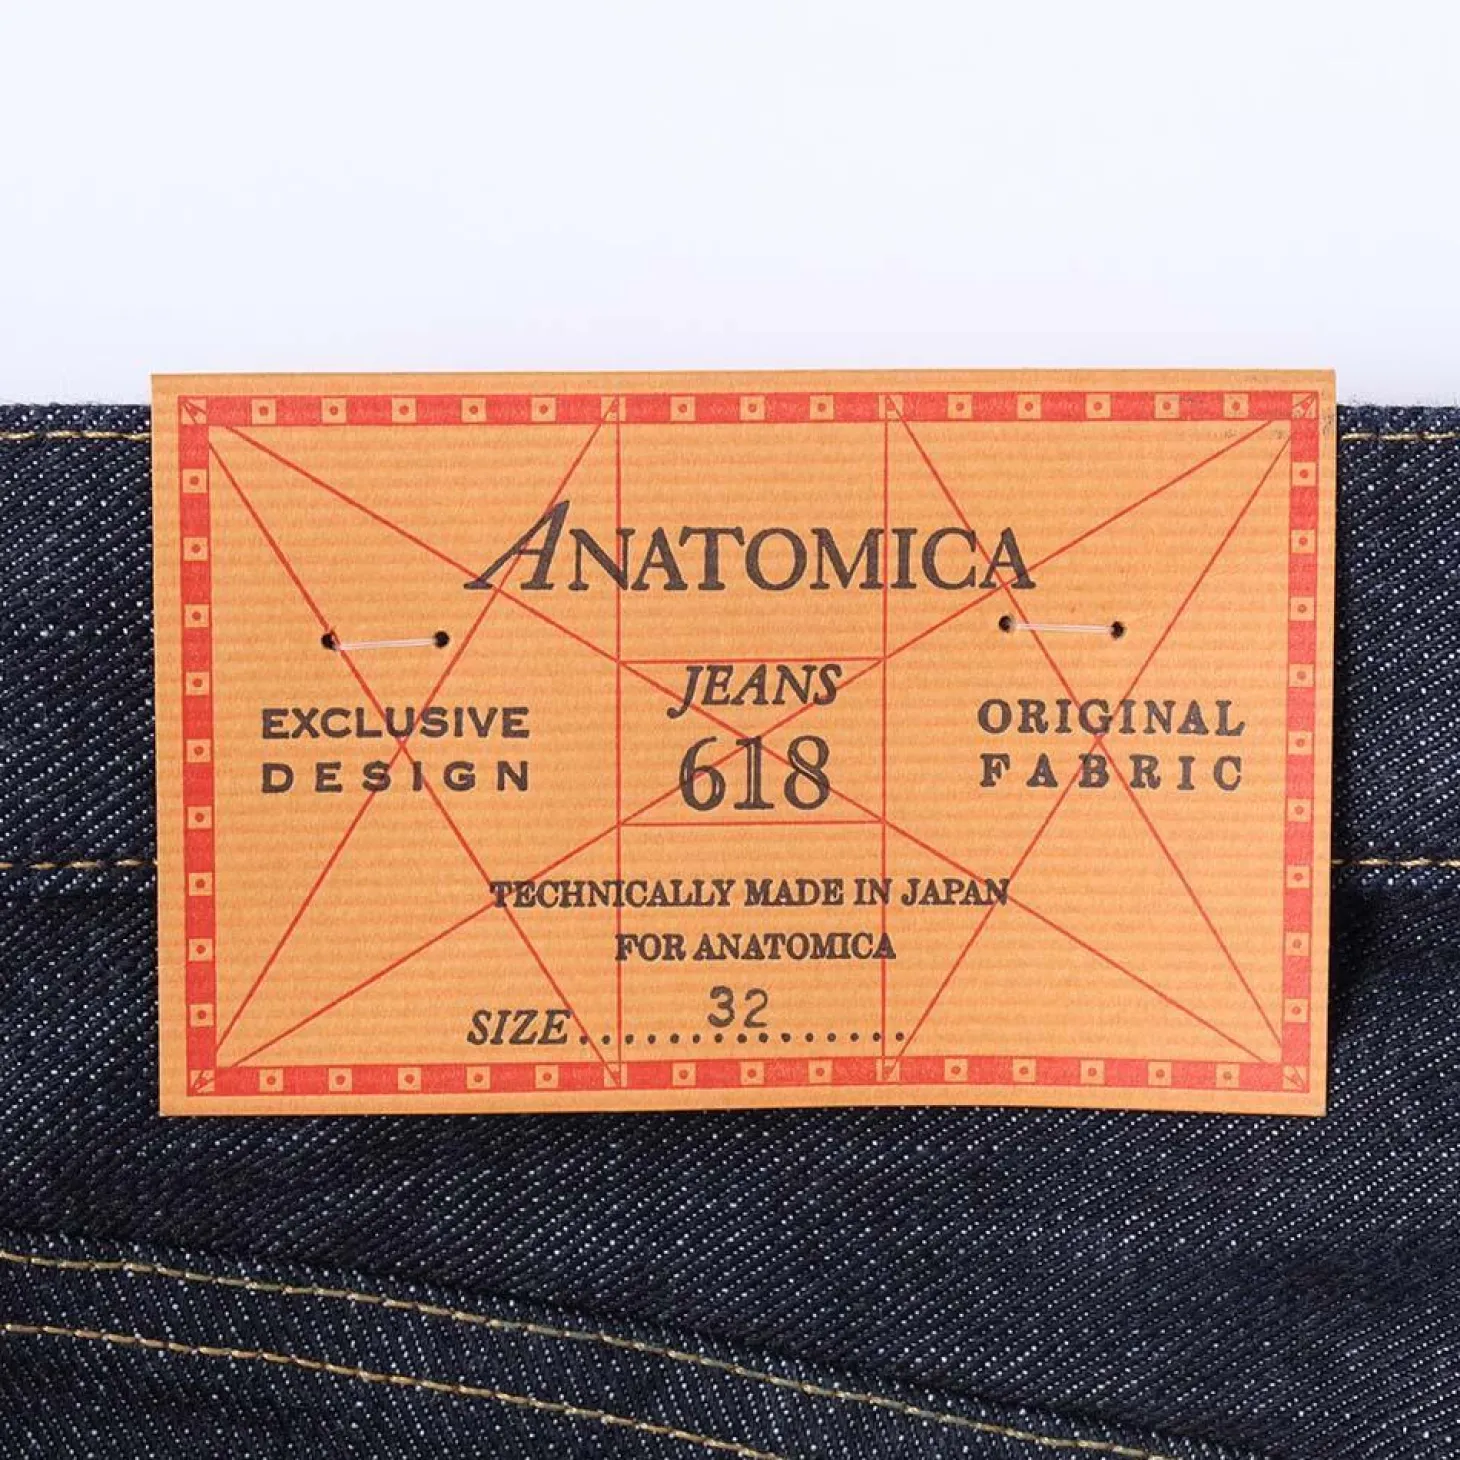 ANATOMICA
JEANS
618
EXCLUSIVE
DESIGN
ORIGINAL
FABRIC
TECHNICALLY MADE IN JAPAN
FOR ANATOMICA
SIZE.......32.......